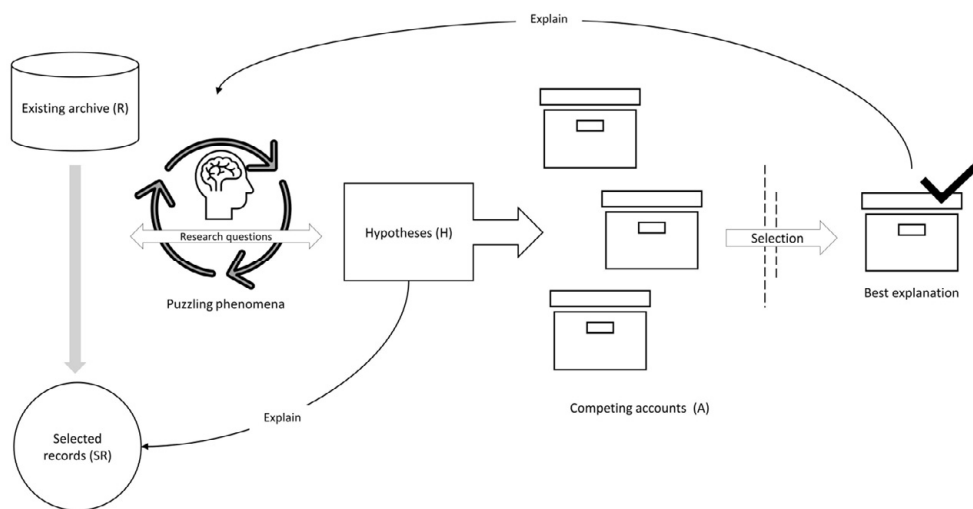 Explain
Existing archive (R)
Research questions
Puzzling phenomena
Hypotheses (H)
Selection
Best explanation
Explain
Competing accounts (A)
Selected
records (SR)